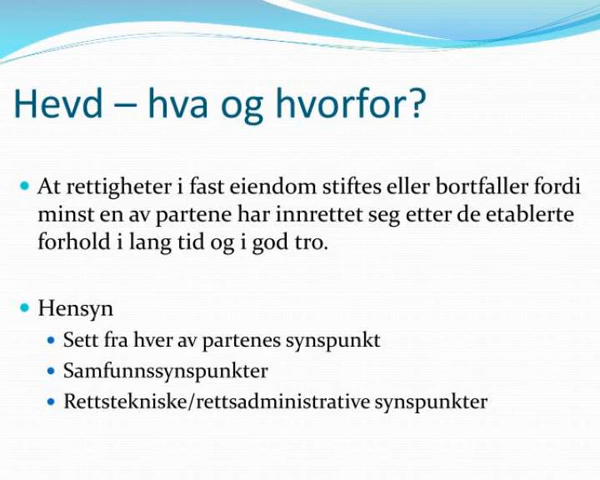 Hevd – hva og hvorfor?
At rettigheter i fast eiendom stiftes eller bortfaller fordi
minst en av partene har innrettet seg etter de etablerte
forhold i lang tid og i god tro.
Hensyn
Sett fra hver av partenes synspunkt
Samfunnssynspunkter
Rettstekniske/rettsadministrative synspunkter